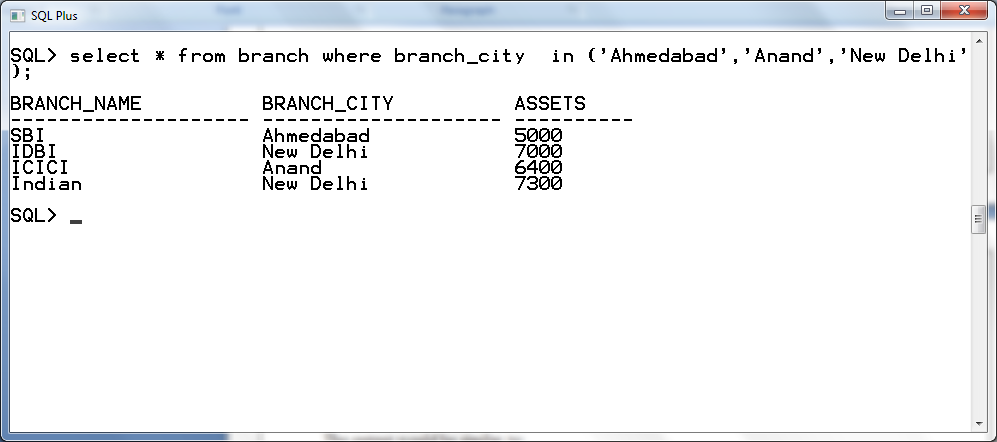 SQL Plus
SQL> select * from branch where branch_city  in ('Ahmedabad','Anand','New Delhi'
);
BRANCH_NAME          BRANCH_CITY          ASSETS
-------------------- -------------------- ----------
SBI                  Ahmedabad            5000
IDBI                 New Delhi            7000
ICICI                Anand                6400
Indian               New Delhi            7300
SQL> _